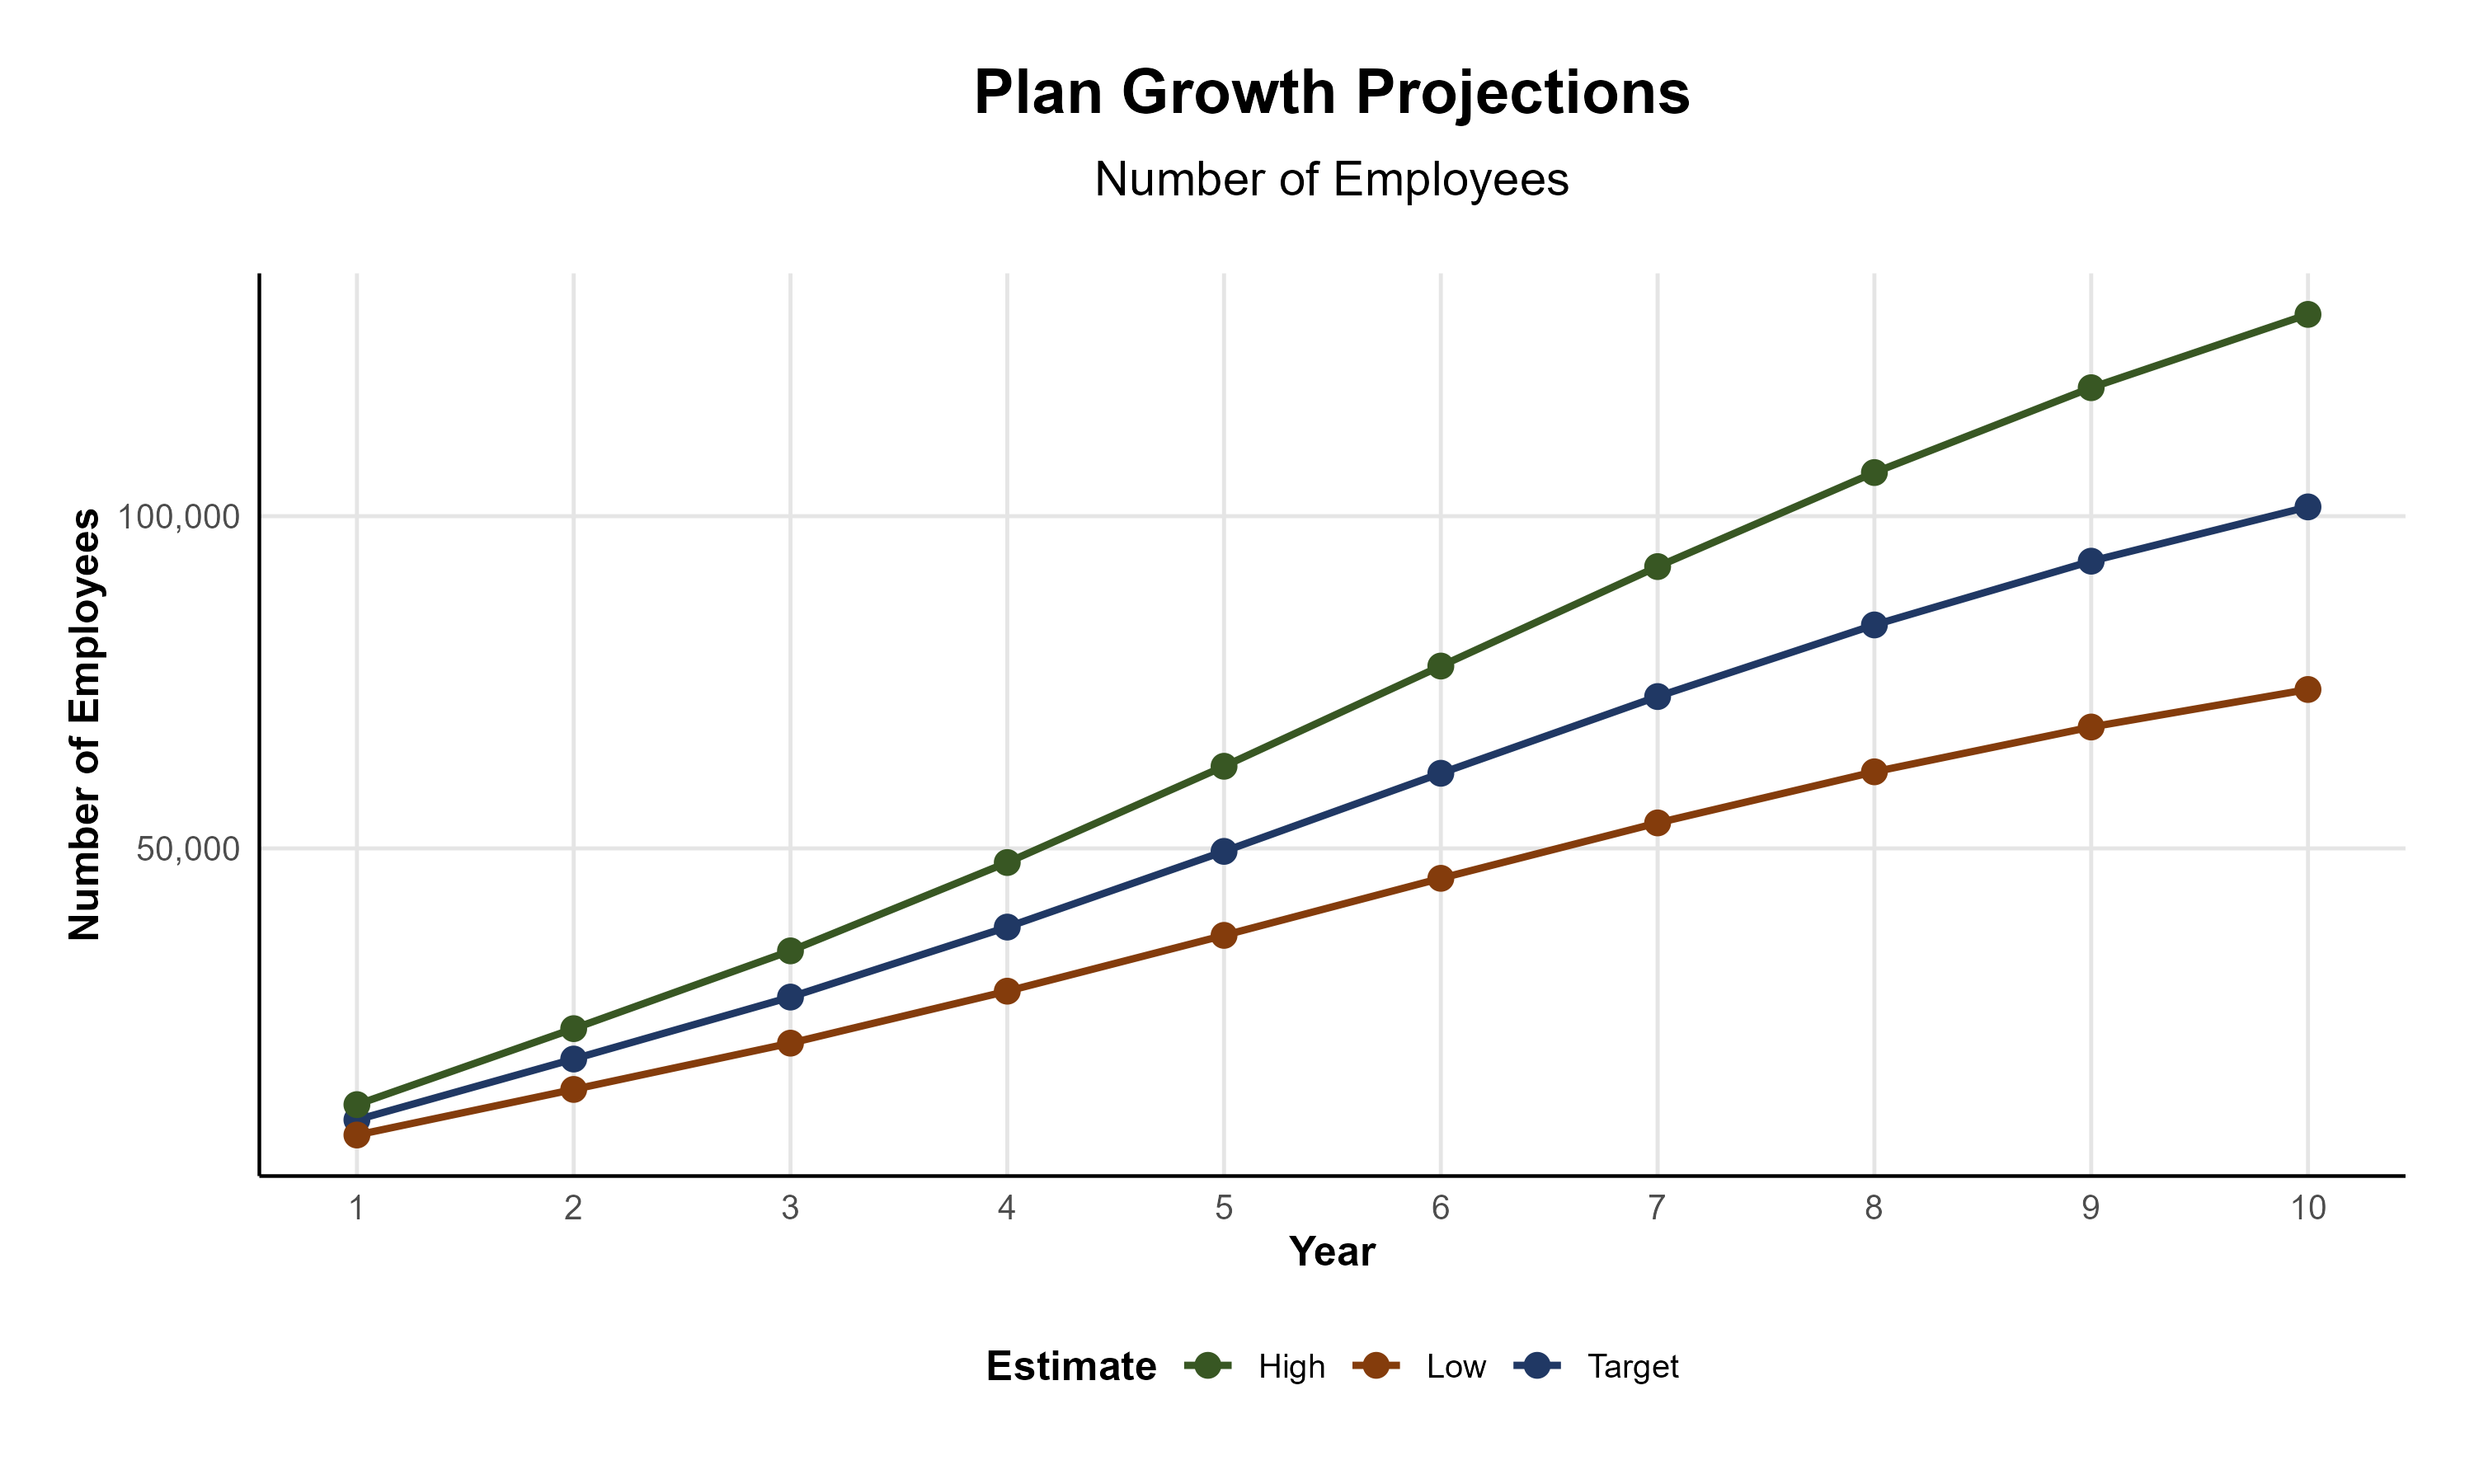 Plan Growth Projections
Number of Employees
Number of Employees
100,000
50,000
1 2 3 4 5 6 7 8 9 10
Year
Estimate High Low Target